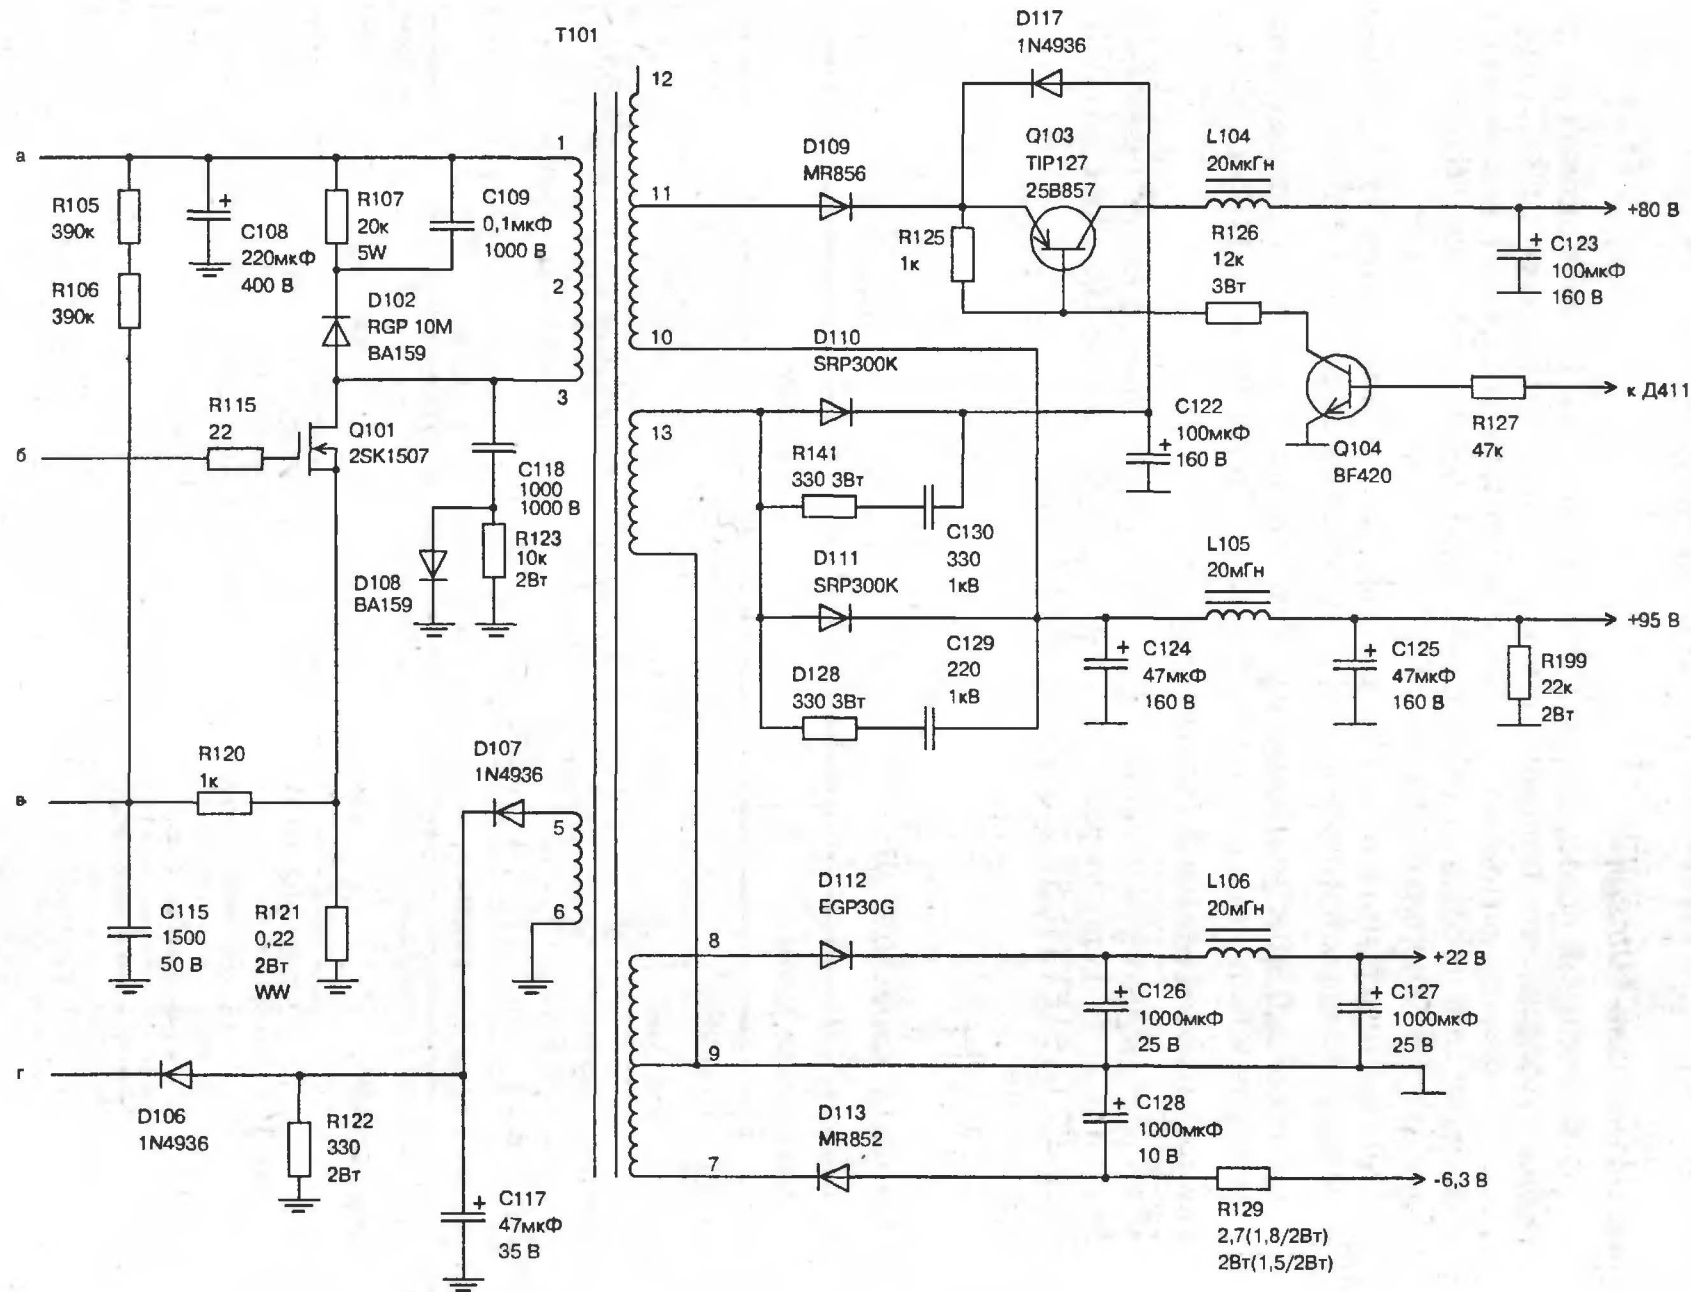 D117
1N4936
T101
12
a
1
R105
390к
C108
220мкФ
400 В
R107
20к
5W
C109
0,1мкФ
1000 В
D109
MR856
11
Q103
TIP127
25B857
L104
20мкГн
+80 В
R125
1к
R126
12к
3Вт
C123
100мкФ
160 В
R106
390к
2
D102
RGP 10M
BA159
10
D110
SRP300K
3
13
C122
100мкФ
160 В
к Д411
R127
47к
Q104
BF420
R115
22
б
Q101
2SK1507
C118
1000
1000 В
R141
330 3Вт
C130
330
1кВ
R123
10к
2Вт
D108
BA159
D111
SRP300K
L105
20мГн
+95 В
D128
330 3Вт
C129
220
1кВ
C124
47мкФ
160 В
C125
47мкФ
160 В
R199
22к
2Вт
R120
1к
в
D107
1N4936
5
6
C115
1500
50 В
R121
0,22
2Вт
WW
8
D112
EGP30G
L106
20мГн
+22 В
C126
1000мкФ
25 В
C127
1000мкФ
25 В
9
г
D106
1N4936
R122
330
2Вт
C117
47мкФ
35 В
7
D113
MR852
C128
1000мкФ
10 В
-6,3 В
R129
2,7(1,8/2Вт)
2Вт(1,5/2Вт)